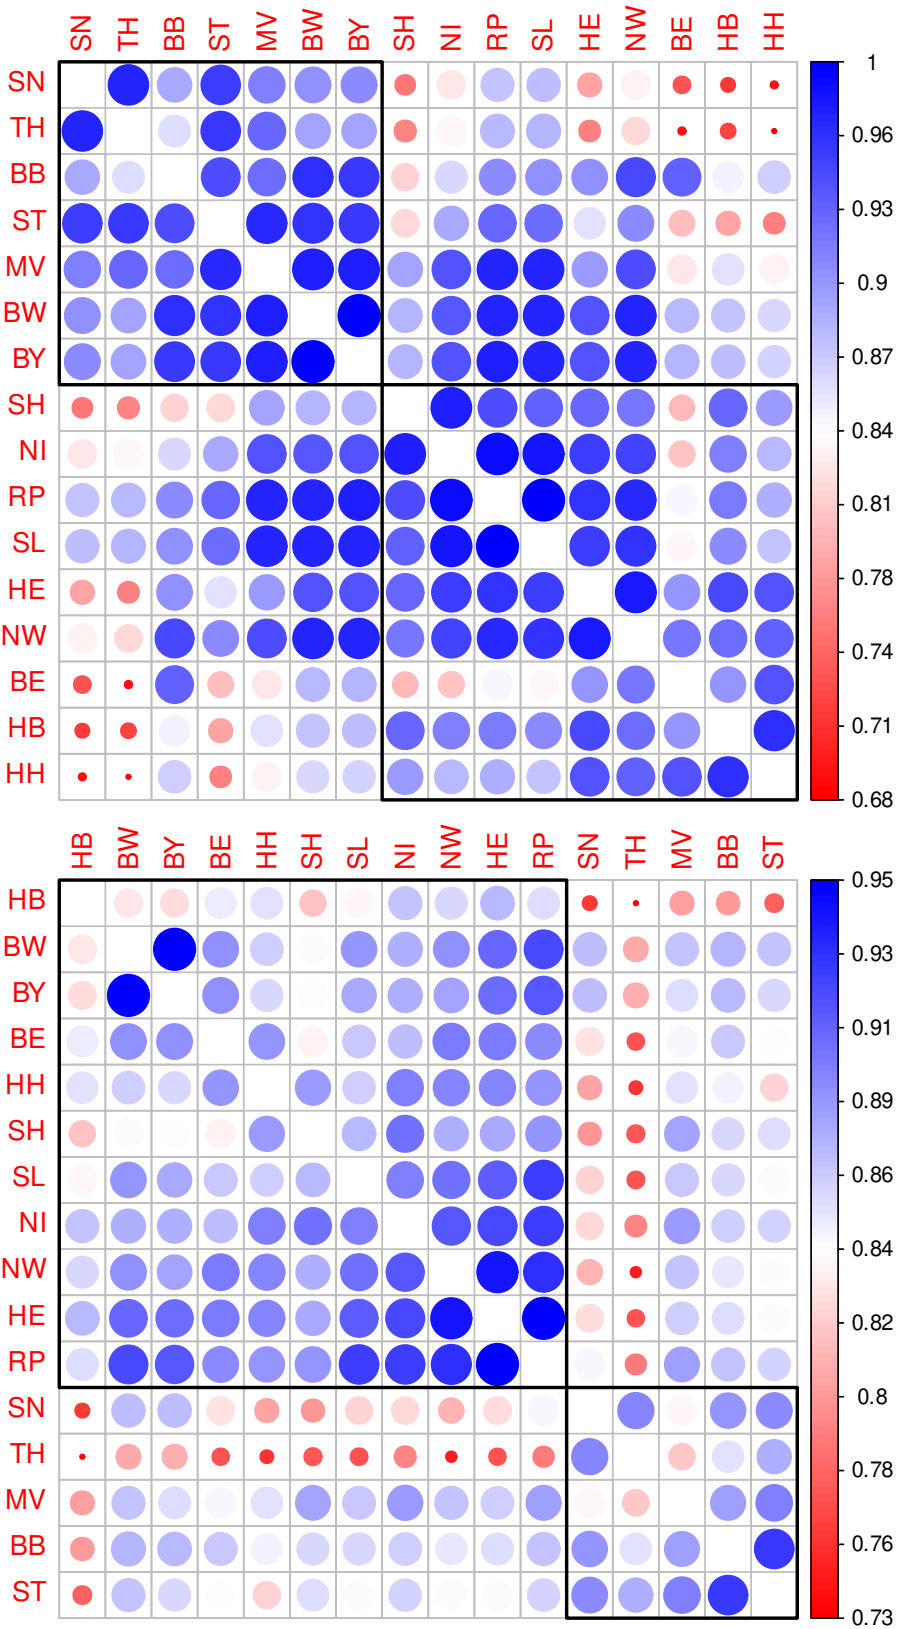 SN TH BB ST MV BW BY SH NI RP SL HE NW BE HB HH
SN
TH
BB
ST
MV
BW
BY
SH
NI
RP
SL
HE
NW
BE
HB
HH
1
0.96
0.93
0.9
0.87
0.84
0.81
0.78
0.74
0.71
0.68
HB BW BY BE HH SH SL NI NW HE RP SN TH MV BB ST
HB
BW
BY
BE
HH
SH
SL
NI
NW
HE
RP
SN
TH
MV
BB
ST
0.95
0.93
0.91
0.89
0.86
0.84
0.82
0.8
0.78
0.76
0.73